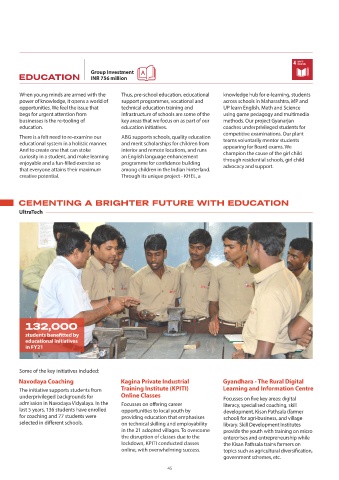 4 QUALITY EDUCATION
EDUCATION
Group Investment
INR 756 million
When young minds are armed with the
power of knowledge, it opens a world of
opportunities. We feel the issue that
begs for urgent attention from
businesses is the re-tooling of
education.
There is a felt need to re-examine our
educational system in a holistic manner.
And to create one that can stoke
curiosity in a student, and make learning
enjoyable and a fun-filled exercise so
that everyone attains their maximum
creative potential.
Thus, pre-school education, educational
support programmes, vocational and
technical education training and
infrastructure of schools are some of the
key areas that we focus on as part of our
education initiatives.
ABG supports schools, quality education
and merit scholarships for children from
interior and remote locations, and runs
an English language enhancement
programme for confidence building
among children in the Indian hinterland.
Through its unique project - KHEL, a
knowledge hub for e-learning, students
across schools in Maharashtra, MP and
UP learn English, Math and Science
using game pedagogy and multimedia
methods. Our project Gyanarjan
coaches underprivileged students for
competitive examinations. Our plant
teams voluntarily mentor students
appearing for Board exams. We
champion the cause of the girl child
through residential schools, girl child
advocacy and support.
CEMENTING A BRIGHTER FUTURE WITH EDUCATION
UltraTech
132,000
students benefitted by
educational initiatives
in FY21
Some of the key initiatives included:
Navodaya Coaching
The initiative supports students from
underprivileged backgrounds for
admission in Navodaya Vidyalaya. In the
last 5 years, 136 students have enrolled
for coaching and 77 students were
selected in different schools.
Kagina Private Industrial
Training Institute (KPITI)
Online Classes
Focusses on offering career
opportunities to local youth by
providing education that emphasises
on technical skilling and employability
in the 21 adopted villages. To overcome
the disruption of classes due to the
lockdown, KPITI conducted classes
online, with overwhelming success.
Gyandhara - The Rural Digital
Learning and Information Centre
Focusses on five key areas: digital
literacy, specialised coaching, skill
development, Kisan Pathsala (farmer
school) for agri-business, and village
library. Skill Development Institutes
provide the youth with training on micro
enterprises and entrepreneurship while
the Kisan Pathsala trains farmers on
topics such as agricultural diversification,
government schemes, etc.